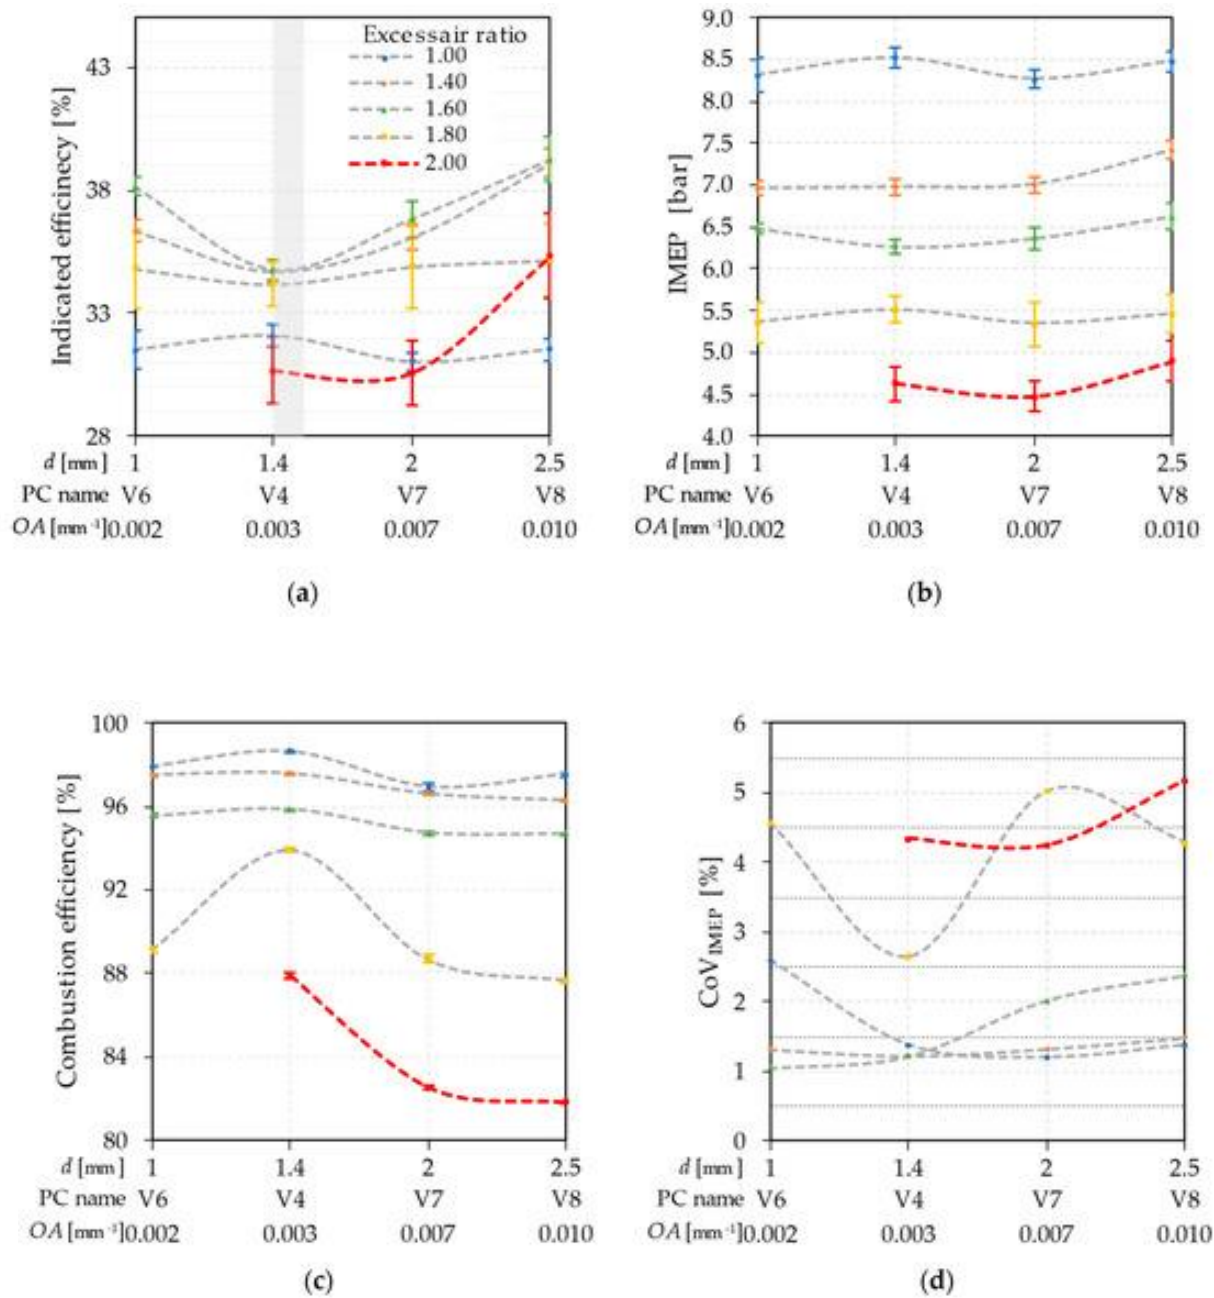 Indicated efficinecy [%]
43
38
33
28
Excessair ratio
1.00
1.40
1.60
1.80
2.00
d [mm] 1 1.4 2 2.5
PC name V6 V4 V7 V8
OA [mm⁻¹] 0.002 0.003 0.007 0.010
(a)
IMEP [bar]
9.0
8.5
8.0
7.5
7.0
6.5
6.0
5.5
5.0
4.5
4.0
d [mm] 1 1.4 2 2.5
PC name V6 V4 V7 V8
OA [mm⁻¹] 0.002 0.003 0.007 0.010
(b)
Combustion efficiency [%]
100
96
92
88
84
80
d [mm] 1 1.4 2 2.5
PC name V6 V4 V7 V8
OA [mm⁻¹] 0.002 0.003 0.007 0.010
(c)
CoV_IMEP [%]
6
5
4
3
2
1
0
d [mm] 1 1.4 2 2.5
PC name V6 V4 V7 V8
OA [mm⁻¹] 0.002 0.003 0.007 0.010
(d)